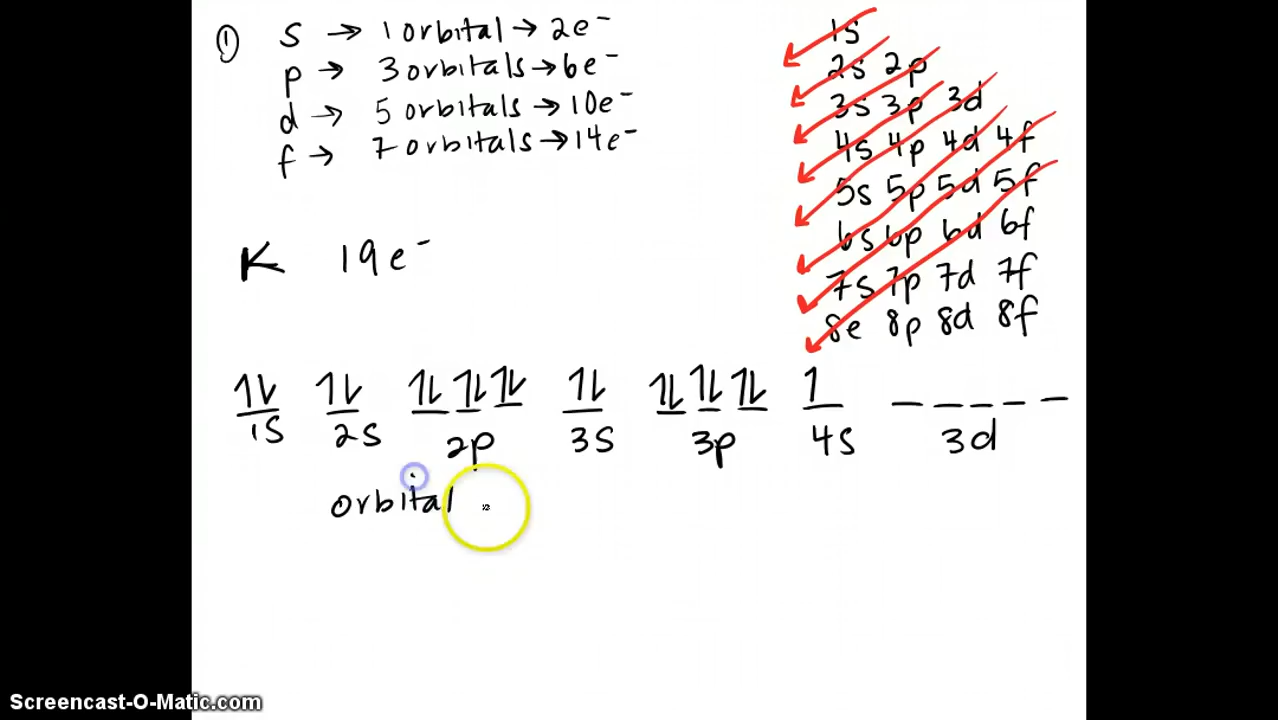 ① s → 1 orbital → 2e⁻
p → 3 orbitals → 6e⁻
d → 5 orbitals → 10e⁻
f → 7 orbitals → 14e⁻
1s
2s 2p
3s 3p 3d
4s 4p 4d 4f
5s 5p 5d 5f
6s 6p 6d 6f
7s 7p 7d 7f
8e 8p 8d 8f
K 19e⁻
1s 2s 2p 3s 3p 4s 3d
orbital
Screencast-O-Matic.com